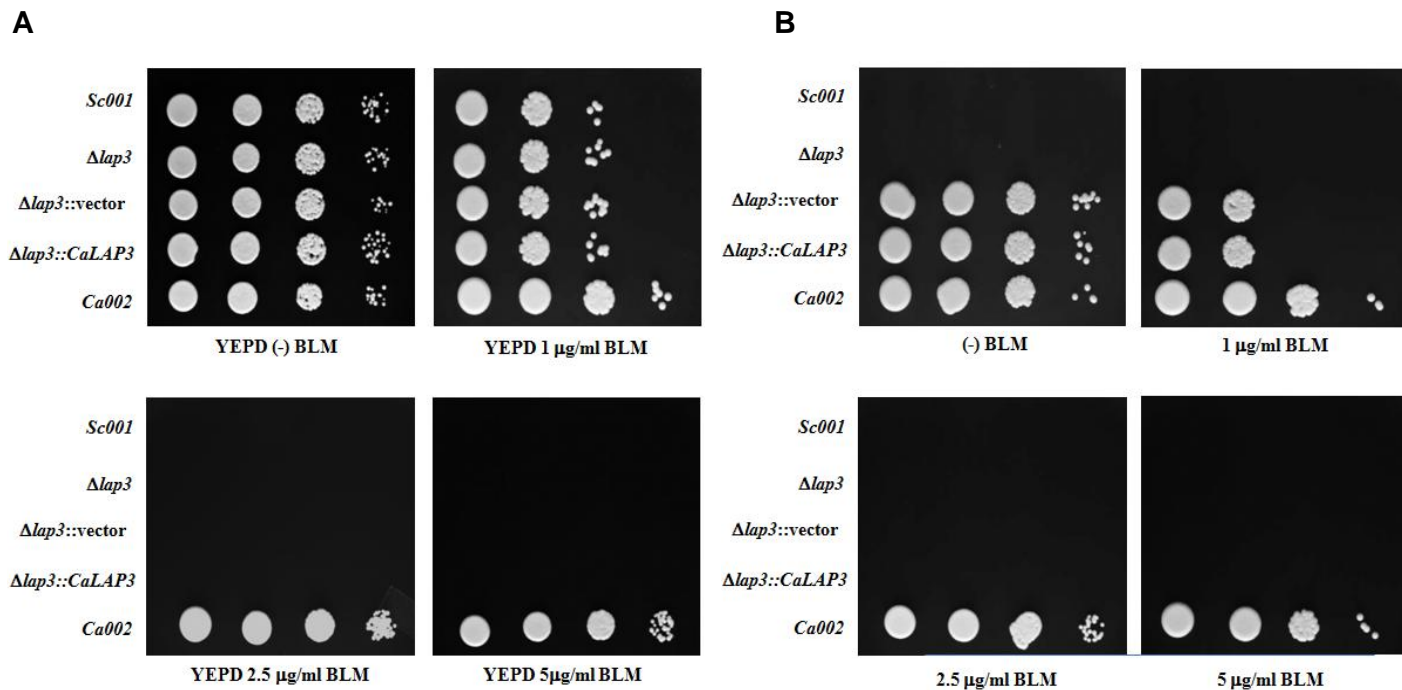 A
B
Sc001
Δlap3
Δlap3::vector
Δlap3::CaLAP3
Ca002
YEPD (-) BLM
YEPD 1 µg/ml BLM
Sc001
Δlap3
Δlap3::vector
Δlap3::CaLAP3
Ca002
(-) BLM
1 µg/ml BLM
Sc001
Δlap3
Δlap3::vector
Δlap3::CaLAP3
Ca002
YEPD 2.5 µg/ml BLM
YEPD 5µg/ml BLM
Sc001
Δlap3
Δlap3::vector
Δlap3::CaLAP3
Ca002
2.5 µg/ml BLM
5 µg/ml BLM